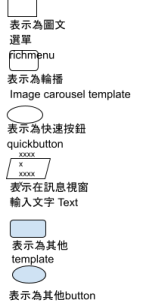 表示為圖文
選單
richmenu
表示為輪播
Image carousel template
表示為快速按鈕
quickbutton
xxxx
x
xxxx
表示在訊息視窗
輸入文字 Text
表示為其他
template
表示為其他button